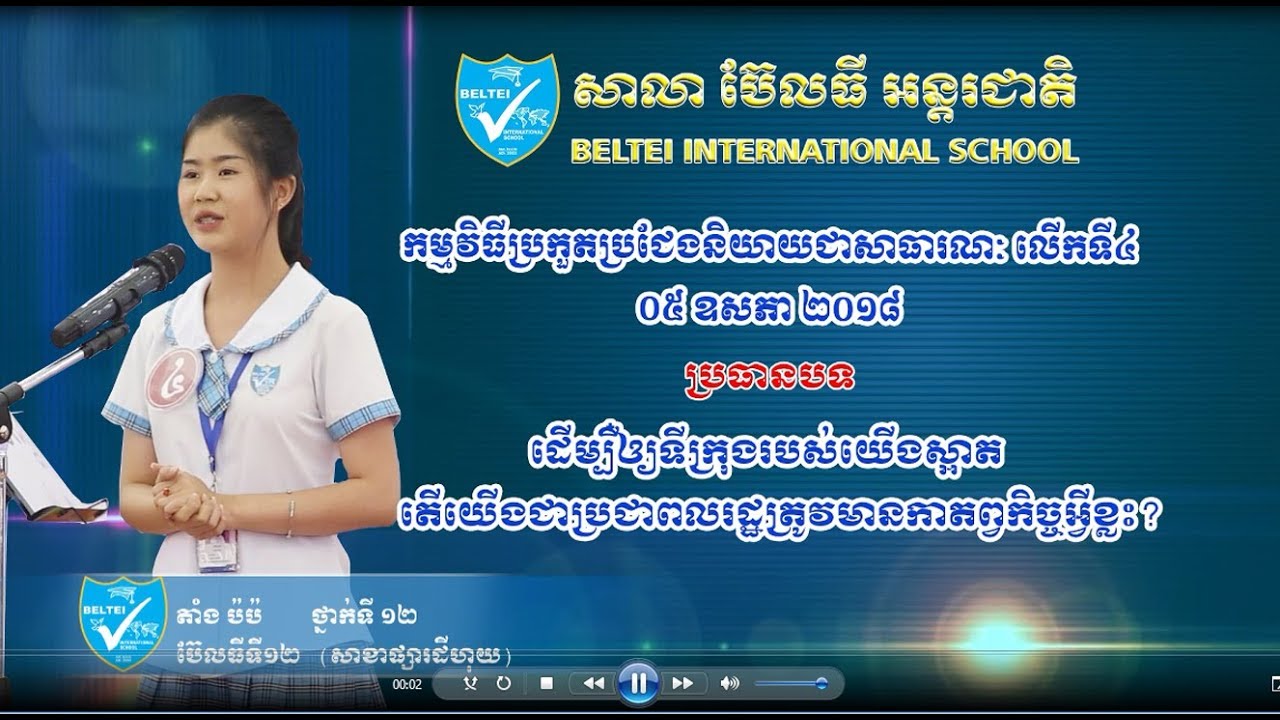 BELTEI
INTERNATIONAL
SCHOOL
សាលា ប៊ែលធី អន្តរជាតិ
BELTEI INTERNATIONAL SCHOOL
កម្មវិធីប្រកួតប្រជែងនិយាយជាសាធារណៈ លើកទី៤
០៥ ឧសភា ២០១៨
ប្រធានបទ
ដើម្បីឲ្យទីក្រុងរបស់យើងស្អាត
តើយើងជាប្រជាពលរដ្ឋត្រូវមានកាតព្វកិច្ចអ្វីខ្លះ?
BELTEI
INTERNATIONAL
SCHOOL
តាំង ប៉ប៉ ថ្នាក់ទី ១២
ប៊ែលធីទី១២ (សាខាផ្សារដីហុយ)
00:02